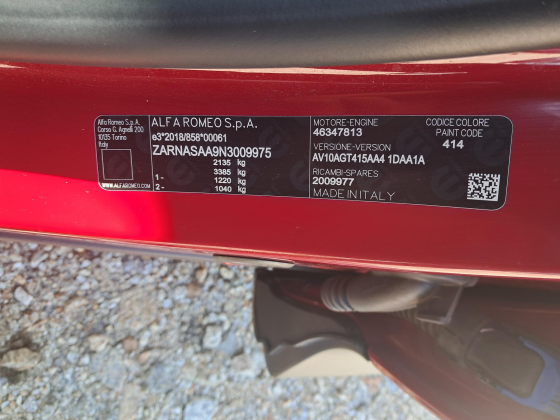 Alfa Romeo S.p.A.
Corso G. Agnelli 200
10135 Torino
Italy
WWW.ALFAROMEO.COM
ALFA ROMEO S.p.A.
e3*2018/858*00061
ZARNASAA9N3009975
2135 kg
3385 kg
1 - 1220 kg
2 - 1040 kg
MOTORE-ENGINE
46347813
VERSIONE-VERSION
AV10AGT415AA4 1DAA1A
RICAMBI-SPARES
2009977
MADE IN ITALY
CODICE COLORE
PAINT CODE
414